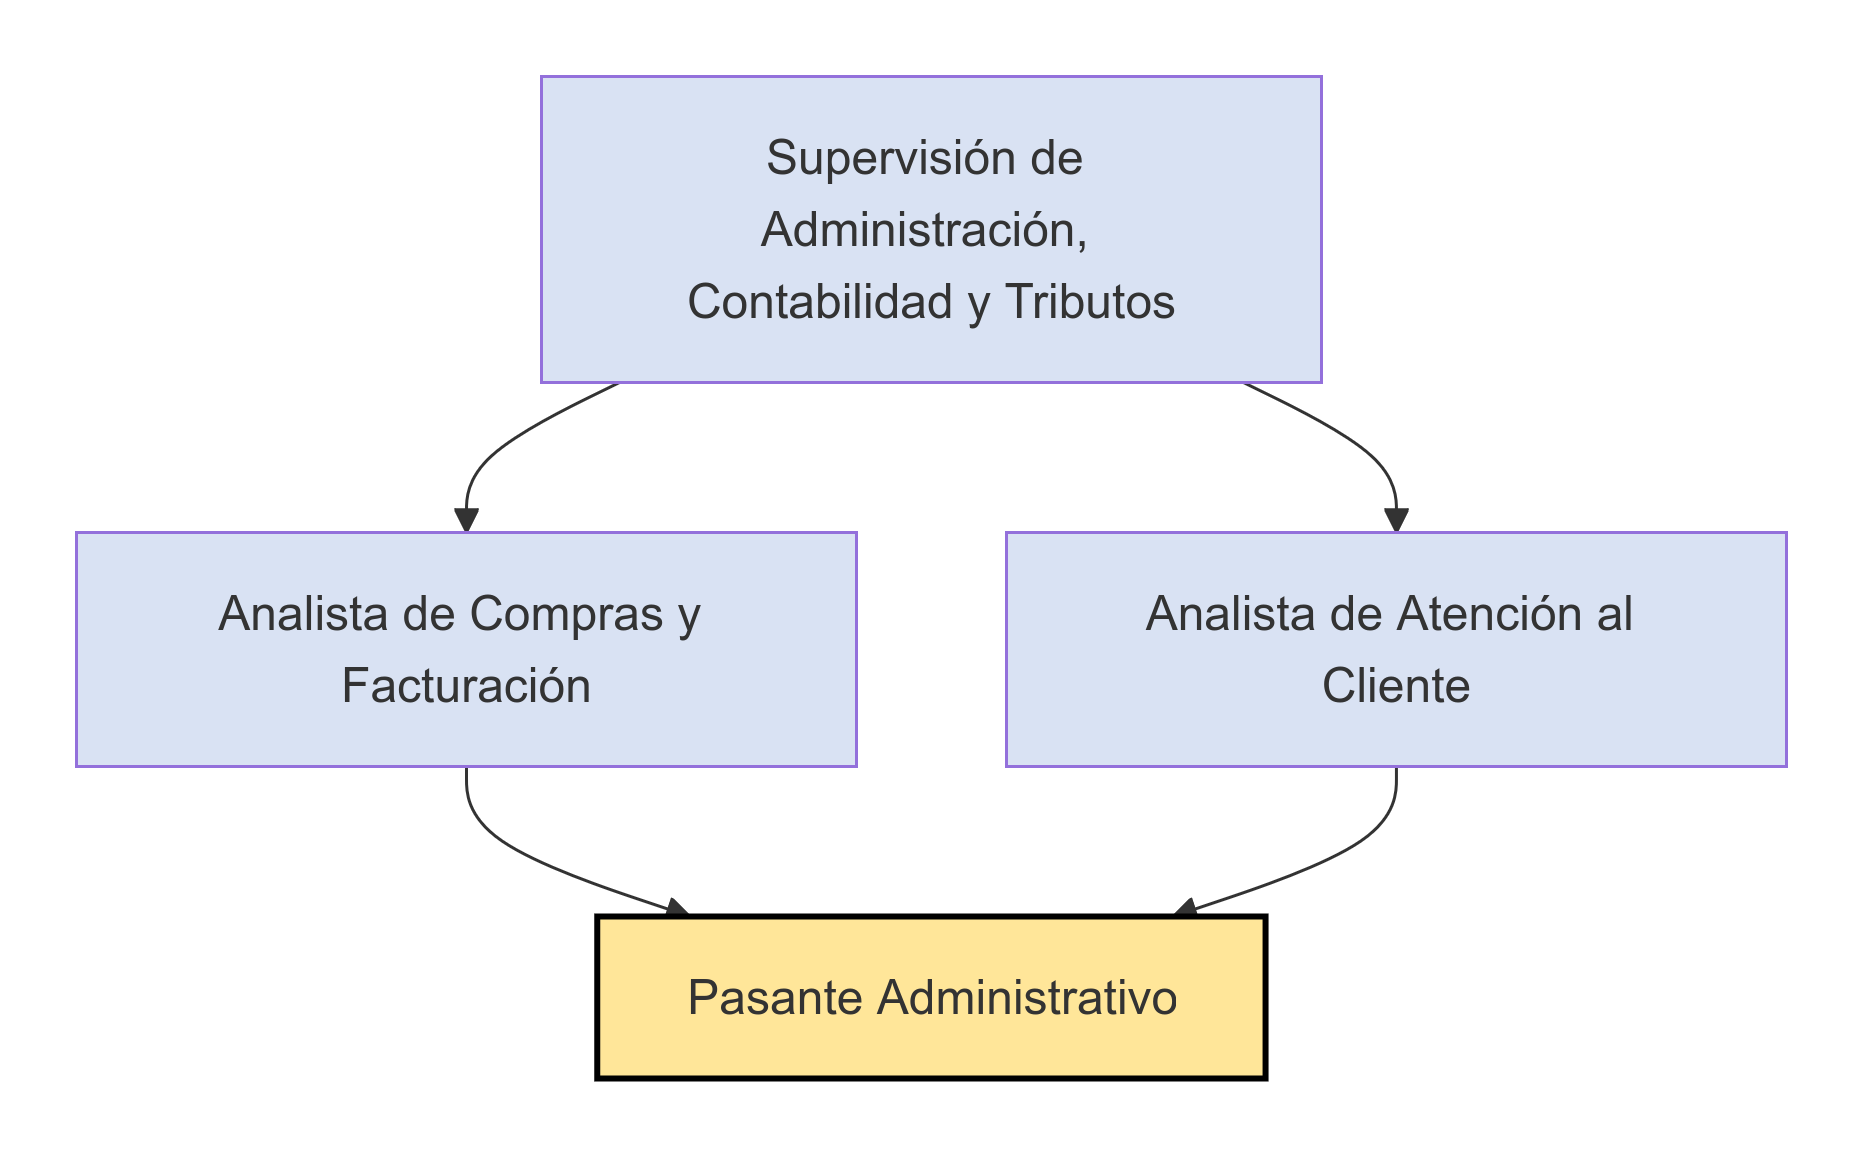 Supervisión de
Administración,
Contabilidad y Tributos
Analista de Compras y
Facturación
Analista de Atención al
Cliente
Pasante Administrativo